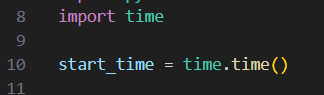 8 import time
9
10 start_time = time.time()
11